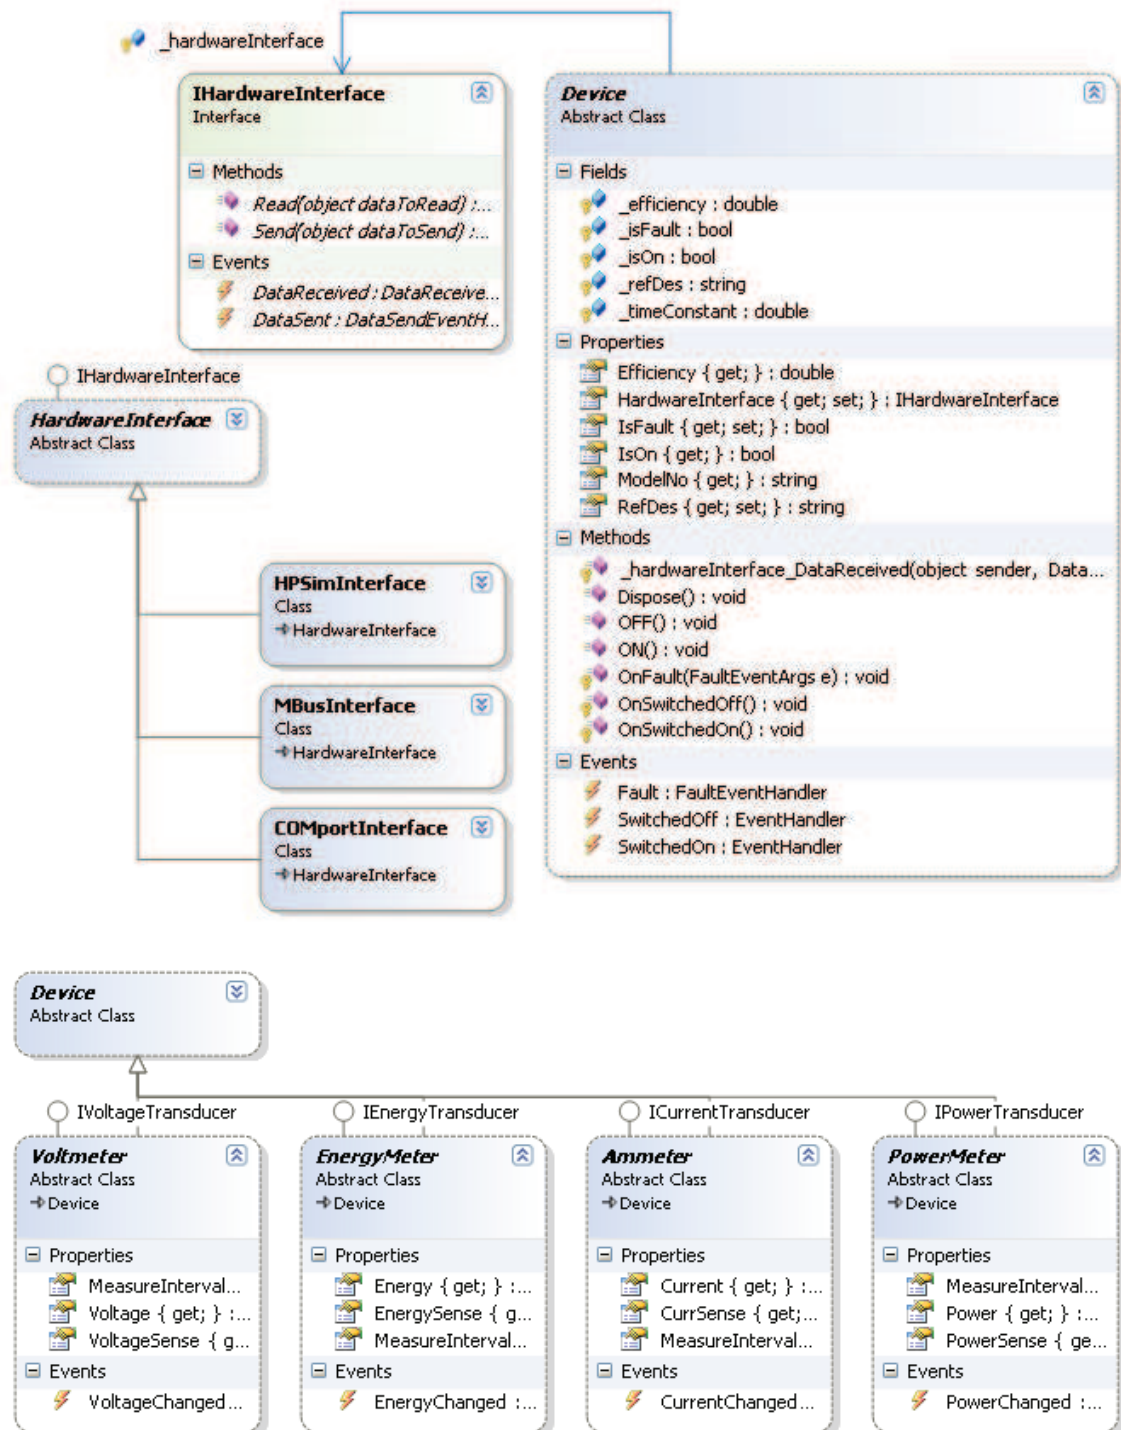 _hardwareInterface
IHardwareInterface
Interface
Methods
Read(object dataToRead) :...
Send(object dataToSend) :...
Events
DataReceived : DataReceive...
DataSent : DataSendEventH...
Device
Abstract Class
Fields
_efficiency : double
_isFault : bool
_isOn : bool
_refDes : string
_timeConstant : double
Properties
Efficiency { get; } : double
HardwareInterface { get; set; } : IHardwareInterface
IsFault { get; set; } : bool
IsOn { get; } : bool
ModelNo { get; } : string
RefDes { get; set; } : string
Methods
_hardwareInterface_DataReceived(object sender, Data...
Dispose() : void
OFF() : void
ON() : void
OnFault(FaultEventArgs e) : void
OnSwitchedOff() : void
OnSwitchedOn() : void
Events
Fault : FaultEventHandler
SwitchedOff : EventHandler
SwitchedOn : EventHandler
IHardwareInterface
HardwareInterface
Abstract Class
HPSimInterface
Class
HardwareInterface
MBusInterface
Class
HardwareInterface
COMportInterface
Class
HardwareInterface
Device
Abstract Class
IVoltageTransducer
Voltmeter
Abstract Class
Device
Properties
MeasureInterval...
Voltage { get; } :...
VoltageSense { g...
Events
VoltageChanged...
IEnergyTransducer
EnergyMeter
Abstract Class
Device
Properties
Energy { get; } :...
EnergySense { g...
MeasureInterval...
Events
EnergyChanged :...
ICurrentTransducer
Ammeter
Abstract Class
Device
Properties
Current { get; } :...
CurrSense { get;...
MeasureInterval...
Events
CurrentChanged...
IPowerTransducer
PowerMeter
Abstract Class
Device
Properties
MeasureInterval...
Power { get; } :...
PowerSense { ge...
Events
PowerChanged :...